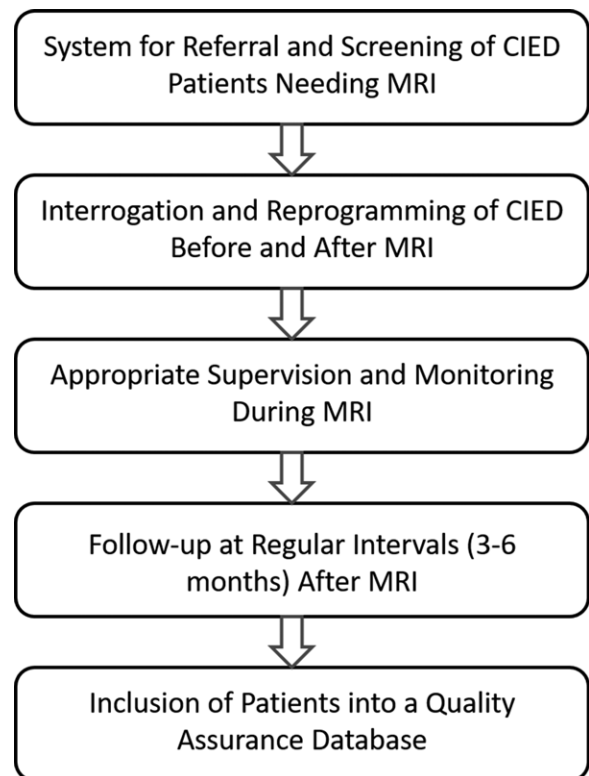 System for Referral and Screening of CIED
Patients Needing MRI
Interrogation and Reprogramming of CIED
Before and After MRI
Appropriate Supervision and Monitoring
During MRI
Follow-up at Regular Intervals (3-6
months) After MRI
Inclusion of Patients into a Quality
Assurance Database